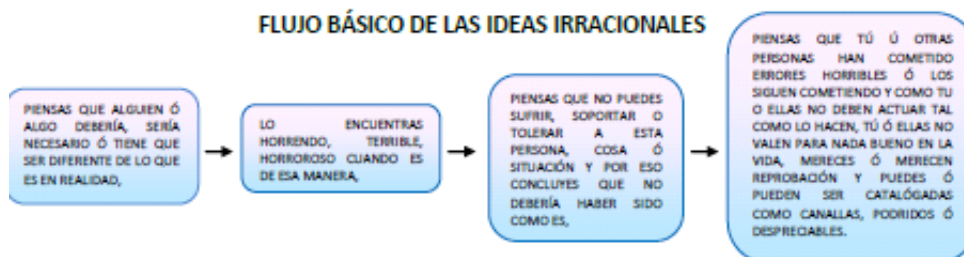 FLUJO BÁSICO DE LAS IDEAS IRRACIONALES
PIENSAS QUE ALGUIEN Ó
ALGO DEBERÍA, SERÍA
NECESARIO Ó TIENE QUE
SER DIFERENTE DE LO QUE
ES EN REALIDAD,
LO ENCUENTRAS
HORRENDO, TERRIBLE,
HORROROSO CUANDO ES
DE ESA MANERA,
PIENSAS QUE NO PUEDES
SUFRIR, SOPORTAR O
TOLERAR A ESTA
PERSONA, COSA Ó
SITUACIÓN Y POR ESO
CONCLUYES QUE NO
DEBERÍA HABER SIDO
COMO ES,
PIENSAS QUE TÚ Ú OTRAS
PERSONAS HAN COMETIDO
ERRORES HORRIBLES Ó LOS
SIGUEN COMETIENDO Y COMO TU
O ELLAS NO DEBEN ACTUAR TAL
COMO LO HACEN, TÚ Ó ELLAS NO
VALEN PARA NADA BUENO EN LA
VIDA, MERECES Ó MERECEN
REPROBACIÓN Y PUEDES Ó
PUEDEN SER CATALÓGADAS
COMO CANALLAS, PODRIDOS Ó
DESPRECIABLES.